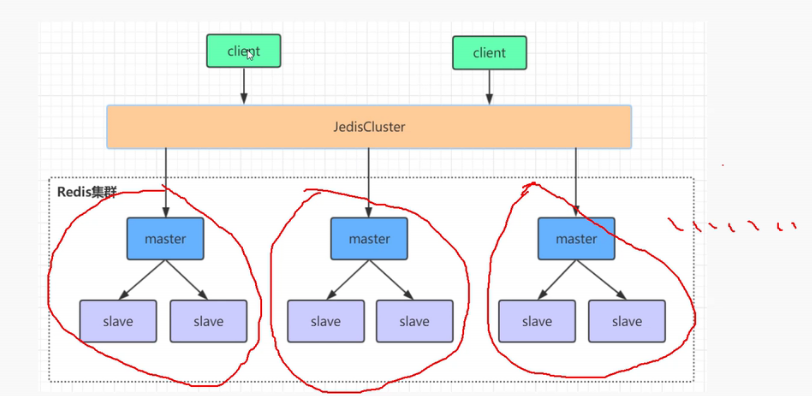 client
client
JedisCluster
Redis集群
master
master
master
slave
slave
slave
slave
slave
slave